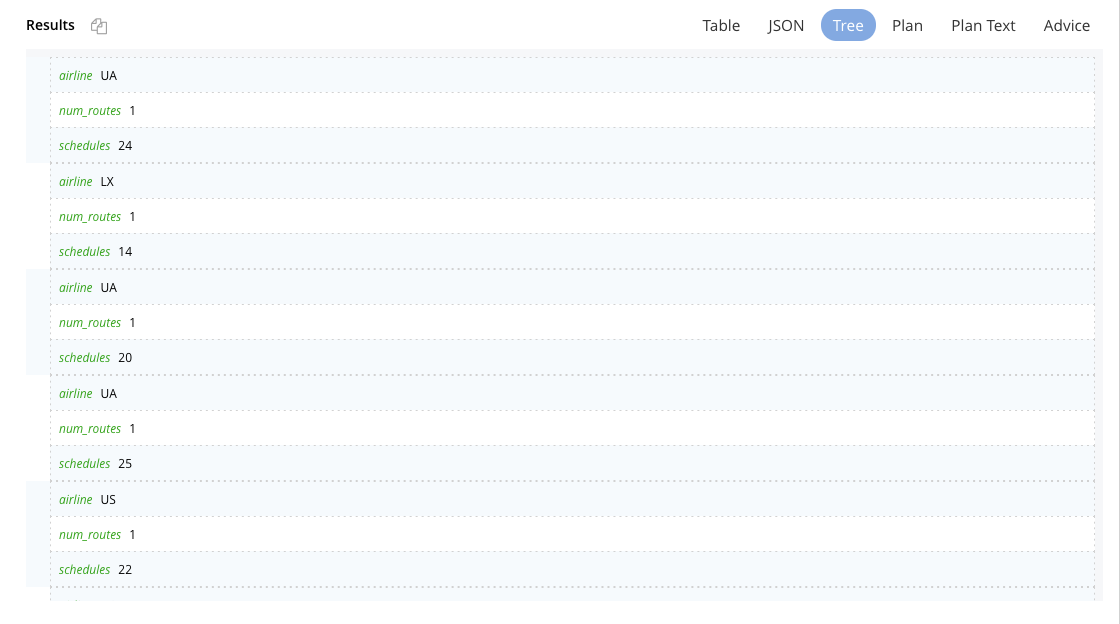 Results Table JSON Tree Plan Plan Text Advice
airline UA
num_routes 1
schedules 24
airline LX
num_routes 1
schedules 14
airline UA
num_routes 1
schedules 20
airline UA
num_routes 1
schedules 25
airline US
num_routes 1
schedules 22